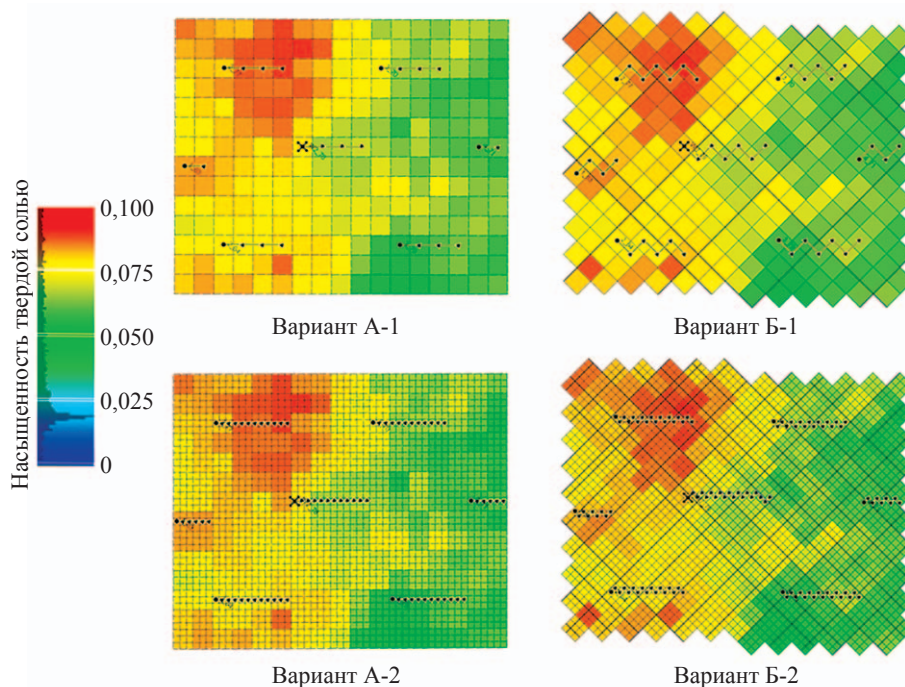 Насыщенность твердой солью
0,100
0,075
0,050
0,025
0
Вариант А-1
Вариант Б-1
Вариант А-2
Вариант Б-2